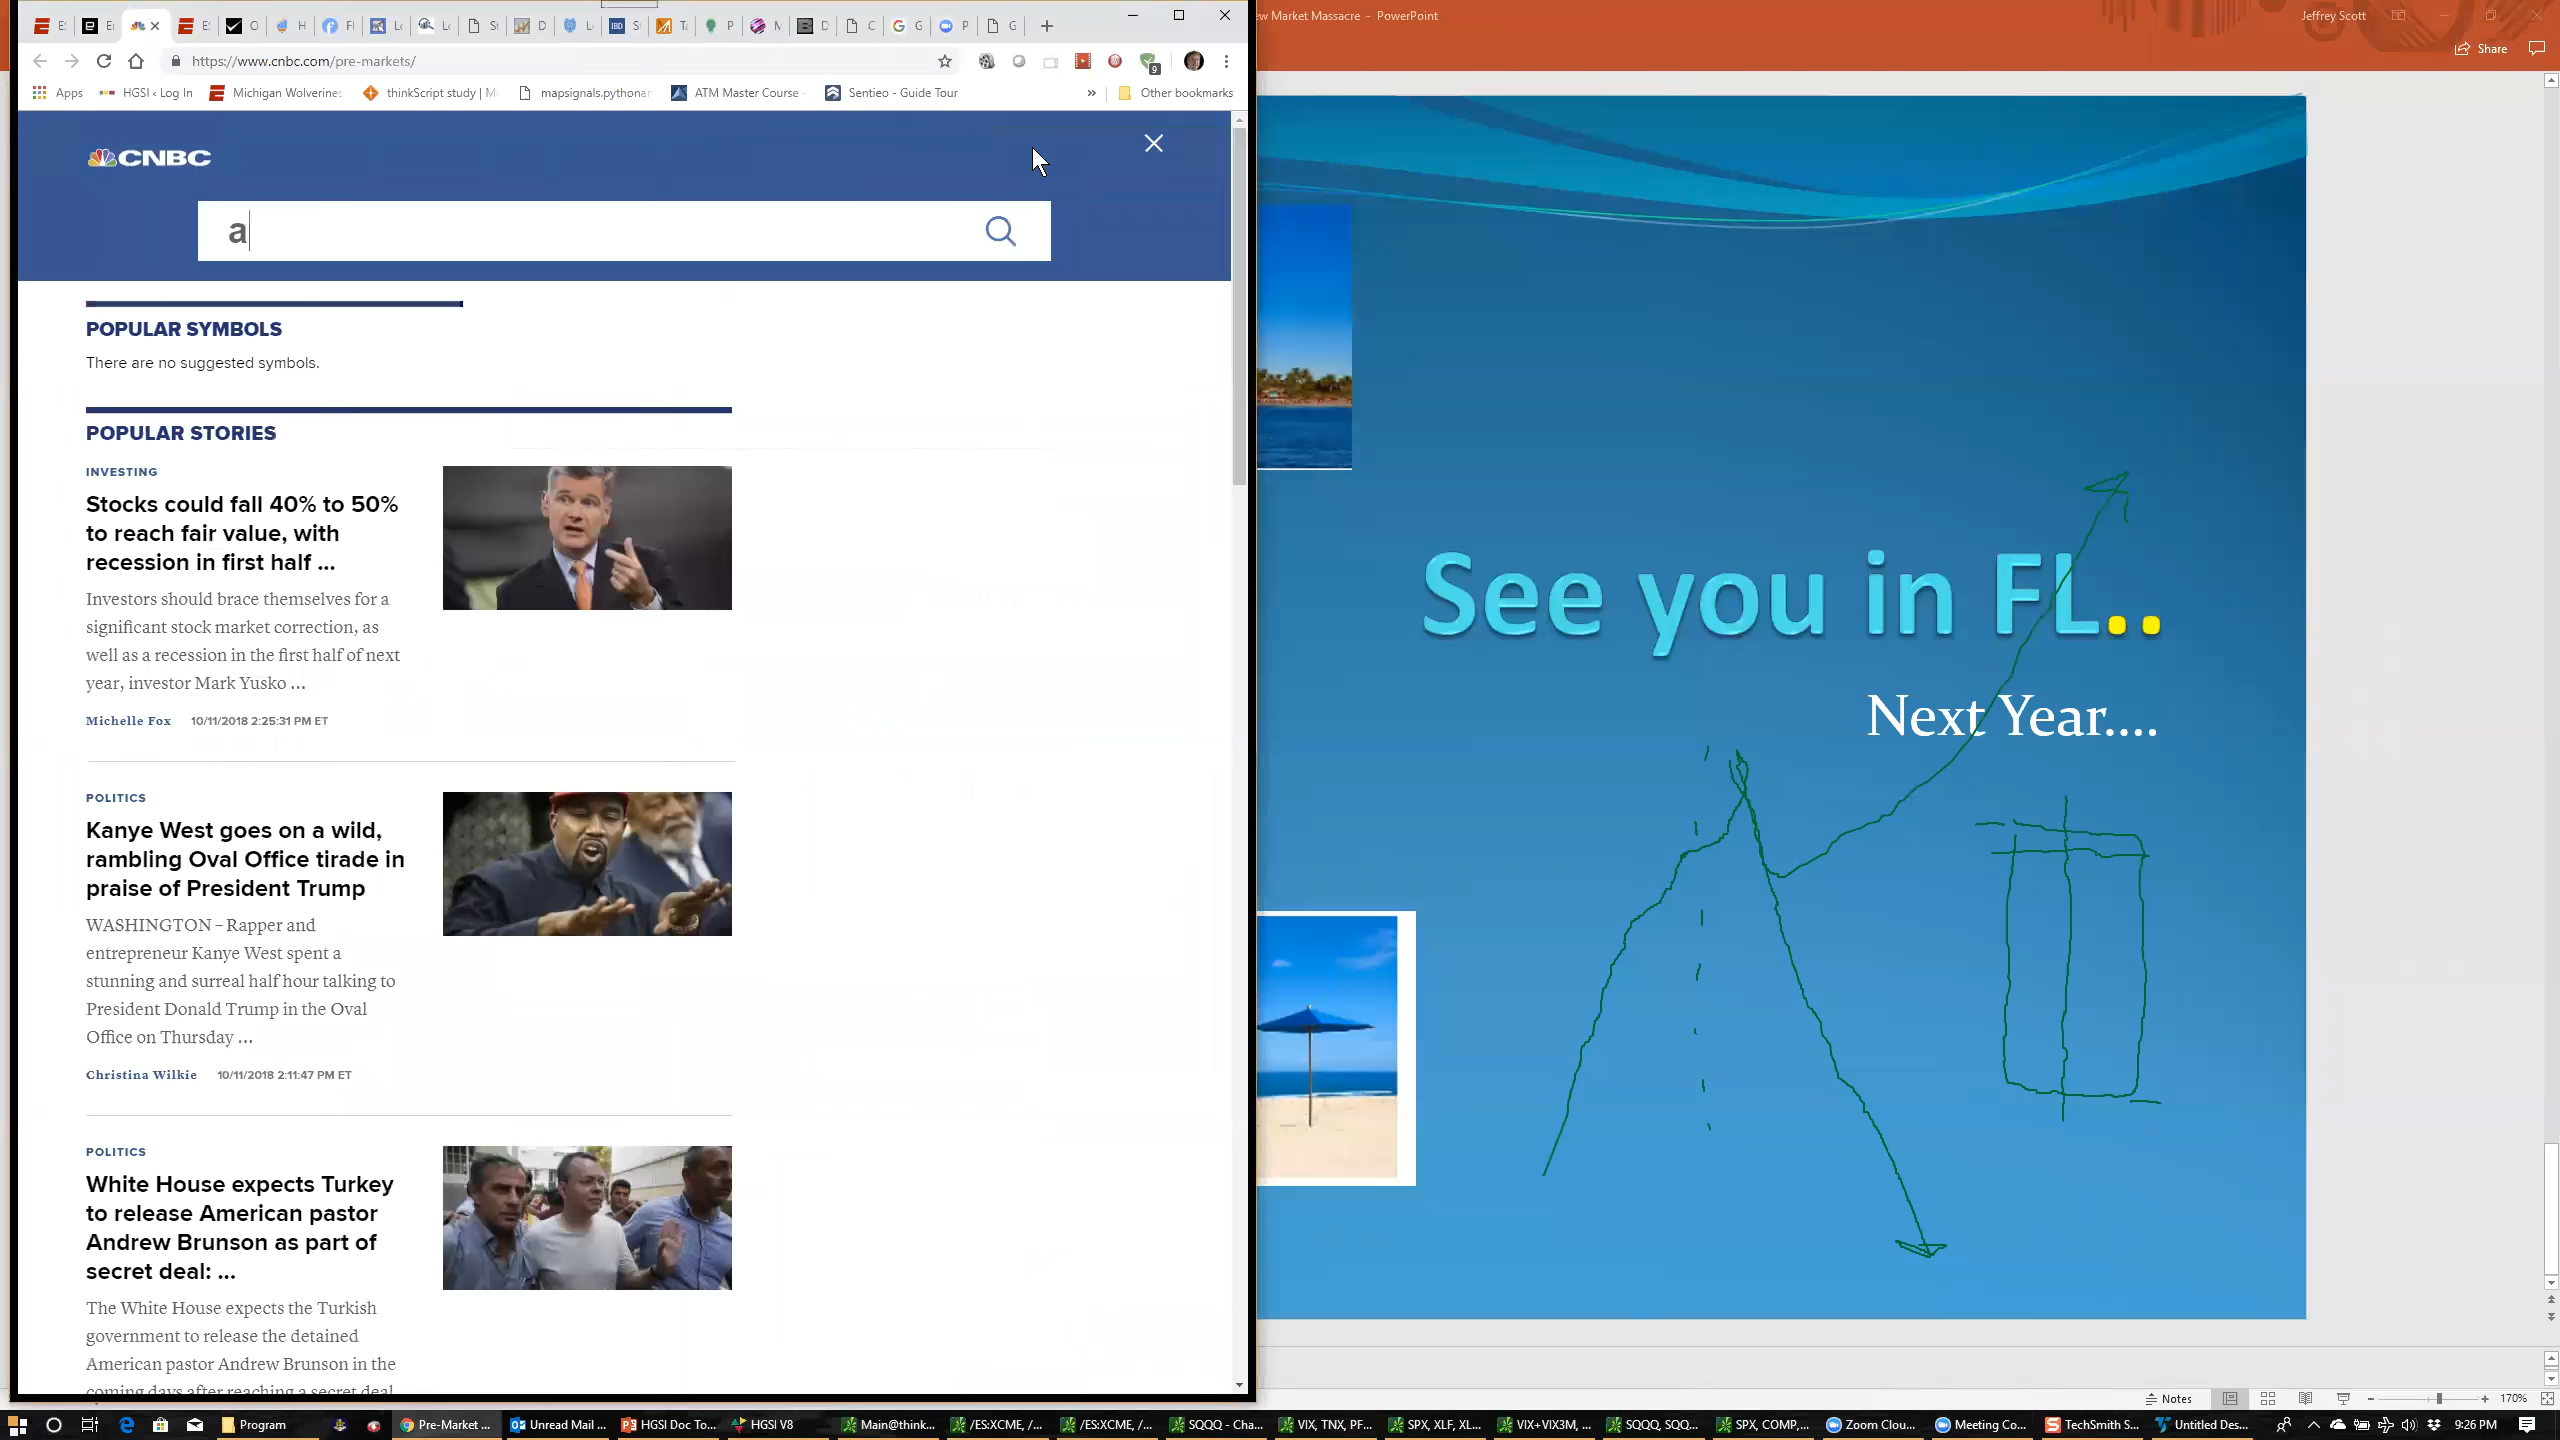 ew Market Massacre - PowerPoint
Jeffrey Scott
Share
https://www.cnbc.com/pre-markets/
9
Apps
HGSI ‹ Log In
Michigan Wolverines
thinkScript study | M
mapsignals.pythonar
ATM Master Course -
Sentieo - Guide Tour
»
Other bookmarks
CNBC
a
POPULAR SYMBOLS
There are no suggested symbols.
POPULAR STORIES
INVESTING
Stocks could fall 40% to 50%
to reach fair value, with
recession in first half ...
Investors should brace themselves for a
significant stock market correction, as
well as a recession in the first half of next
year, investor Mark Yusko ...
Michelle Fox 10/11/2018 2:25:31 PM ET
POLITICS
Kanye West goes on a wild,
rambling Oval Office tirade in
praise of President Trump
WASHINGTON – Rapper and
entrepreneur Kanye West spent a
stunning and surreal half hour talking to
President Donald Trump in the Oval
Office on Thursday ...
Christina Wilkie 10/11/2018 2:11:47 PM ET
POLITICS
White House expects Turkey
to release American pastor
Andrew Brunson as part of
secret deal: ...
The White House expects the Turkish
government to release the detained
American pastor Andrew Brunson in the
coming days after reaching a secret deal
See you in FL..
Next Year....
Notes
170%
Program
Pre-Market ...
Unread Mail ...
HGSI Doc To...
HGSI V8
Main@think...
/ES:XCME, /...
/ES:XCME, /...
SQQQ - Cha...
VIX, TNX, PF...
SPX, XLF, XL...
VIX+VIX3M, ...
SQQQ, SQQ...
SPX, COMP,...
Zoom Clou...
Meeting Co...
TechSmith S...
Untitled Des...
9:26 PM